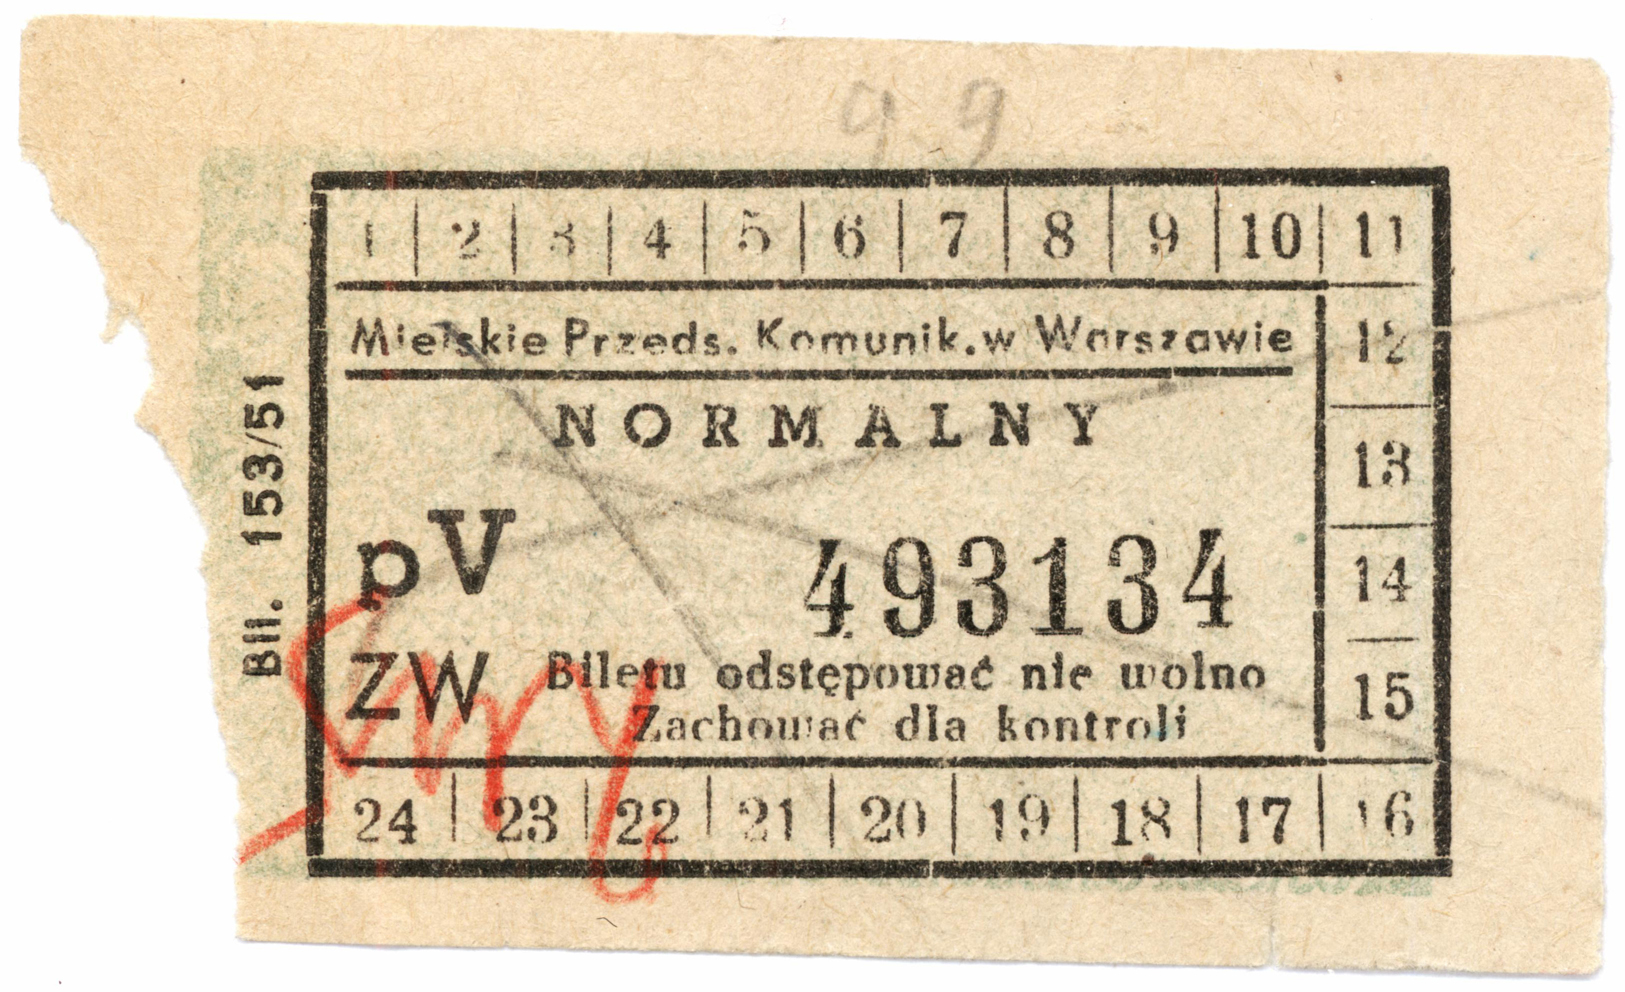 9.9
1 2 3 4 5 6 7 8 9 10 11
Miejskie Przeds. Komunik. w Warszawie
12
NORMALNY
13
pV 493134
14
ZW Biletu odstępować nie wolno
Zachować dla kontroli
15
24 23 22 21 20 19 18 17 16
Bil. 153/51